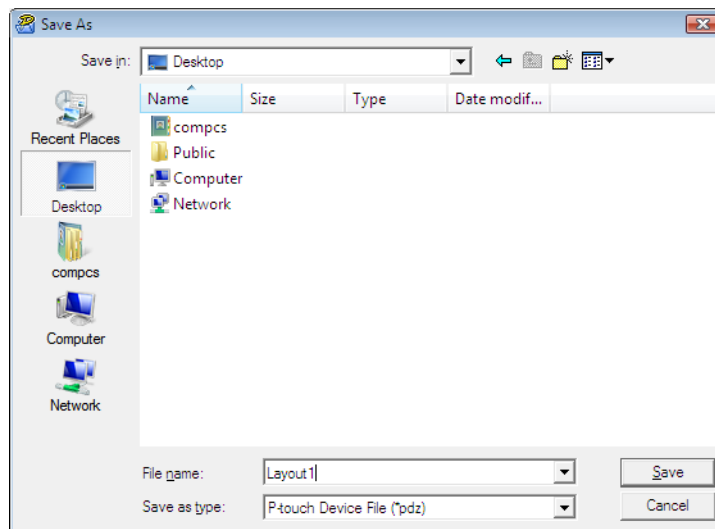 Save As
Save in: Desktop
Name Size Type Date modif...
compcs
Public
Computer
Network
Recent Places
Desktop
compcs
Computer
Network
File name: Layout1 Save
Save as type: P-touch Device File (*pdz) Cancel